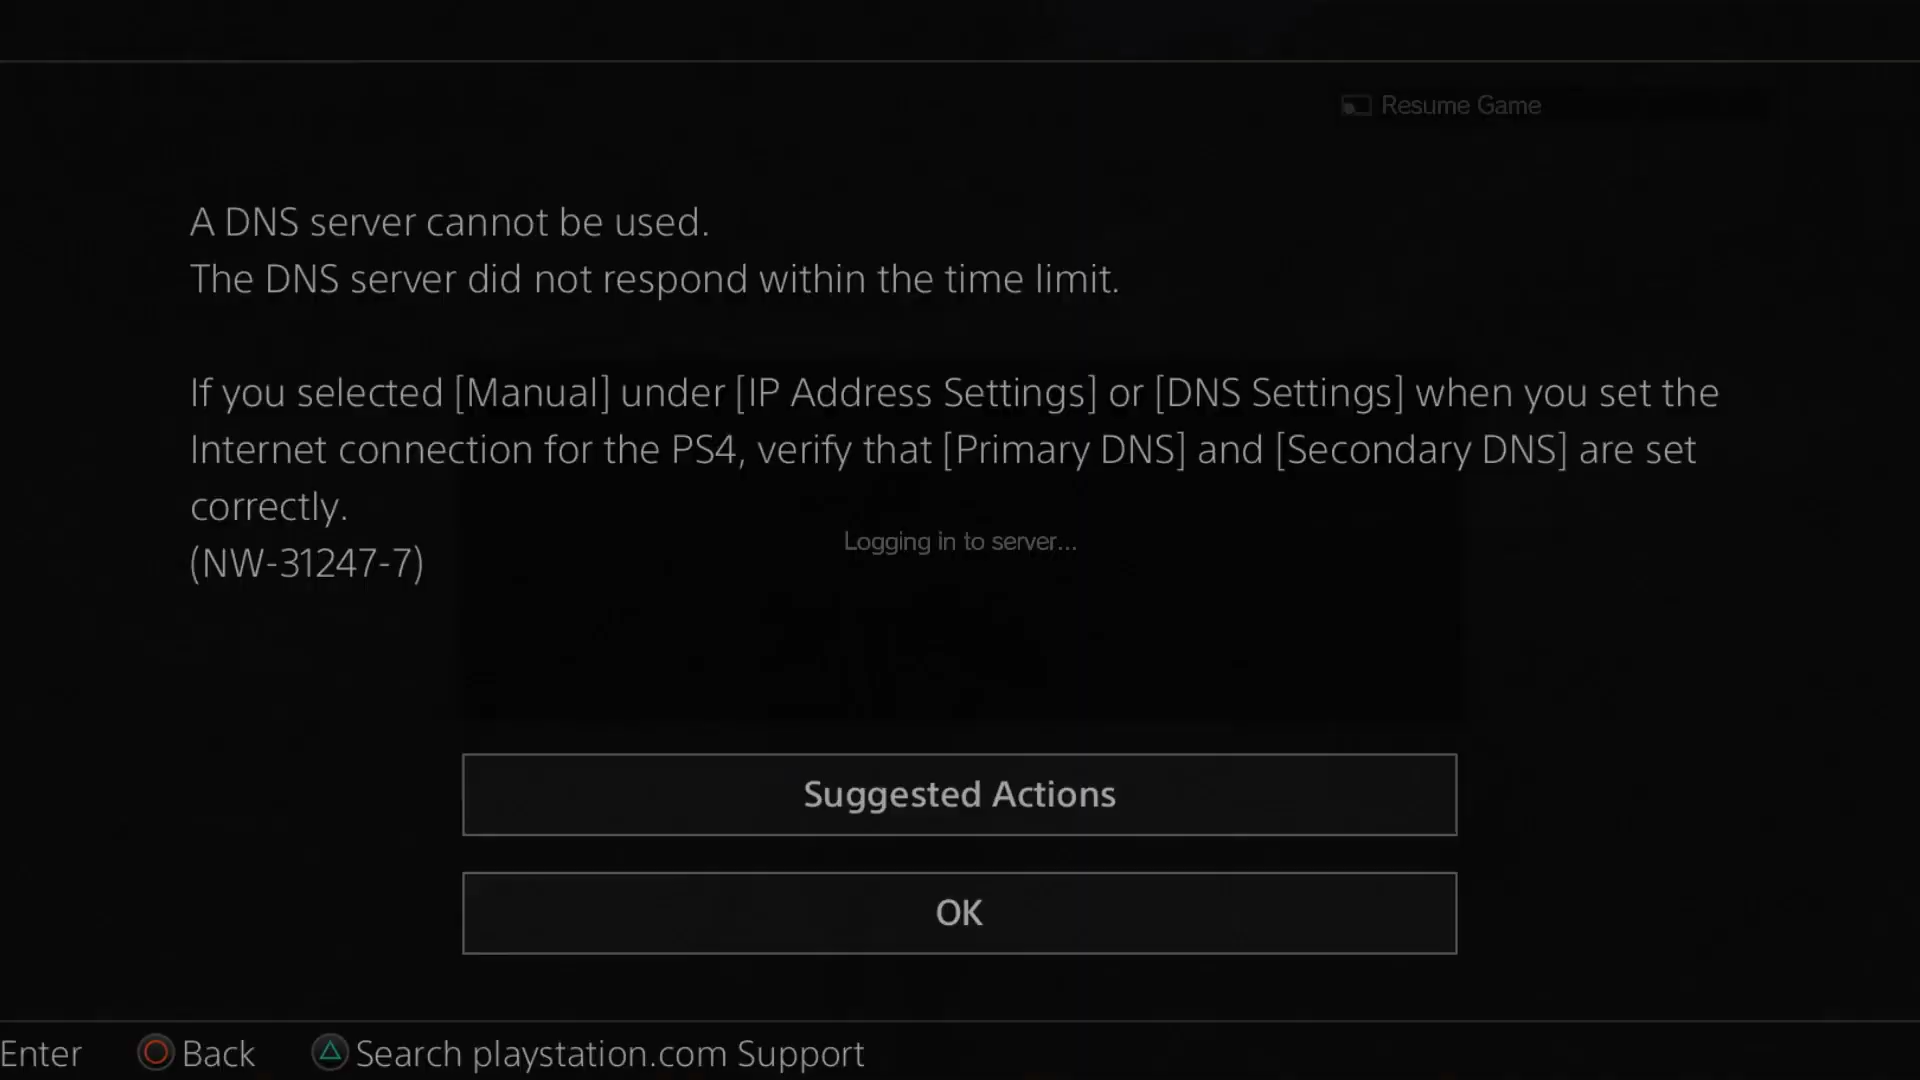 Resume Game
A DNS server cannot be used.
The DNS server did not respond within the time limit.
If you selected [Manual] under [IP Address Settings] or [DNS Settings] when you set the
Internet connection for the PS4, verify that [Primary DNS] and [Secondary DNS] are set
correctly.
Logging in to server...
(NW-31247-7)
Suggested Actions
OK
Enter Back Search playstation.com Support